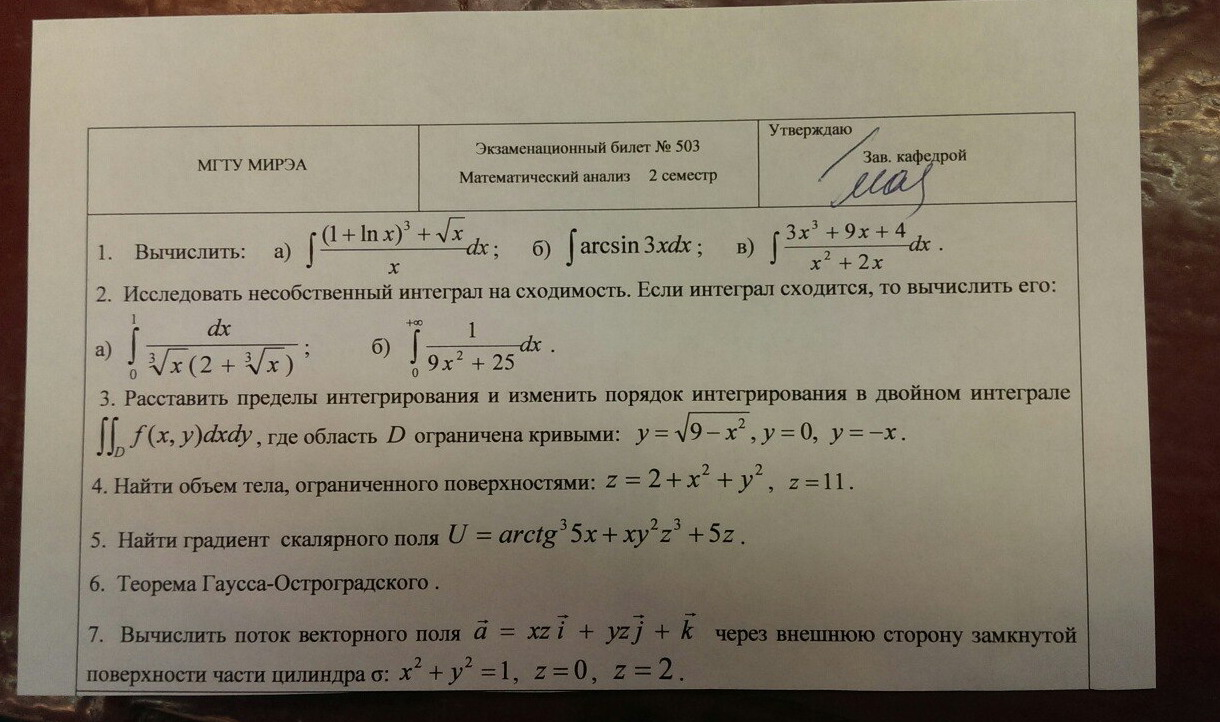 МГТУ МИРЭА
Экзаменационный билет № 503
Математический анализ 2 семестр
Утверждаю
Зав. кафедрой
1. Вычислить: а) ∫ ((1 + ln x)³ + √x)/x dx ; б) ∫ arcsin 3xdx ; в) ∫ (3x³ + 9x + 4)/(x² + 2x) dx .
2. Исследовать несобственный интеграл на сходимость. Если интеграл сходится, то вычислить его:
а) ∫₀¹ dx/(∛x (2 + ∛x)) ; б) ∫₀^{+∞} 1/(9x² + 25) dx .
3. Расставить пределы интегрирования и изменить порядок интегрирования в двойном интеграле
∬_D f(x, y)dxdy , где область D ограничена кривыми: y = √(9 − x²) , y = 0, y = −x .
4. Найти объем тела, ограниченного поверхностями: z = 2 + x² + y² , z = 11 .
5. Найти градиент скалярного поля U = arctg³5x + xy²z³ + 5z .
6. Теорема Гаусса-Остроградского .
7. Вычислить поток векторного поля a⃗ = xz i⃗ + yz j⃗ + k⃗ через внешнюю сторону замкнутой
поверхности части цилиндра σ: x² + y² = 1, z = 0 , z = 2 .